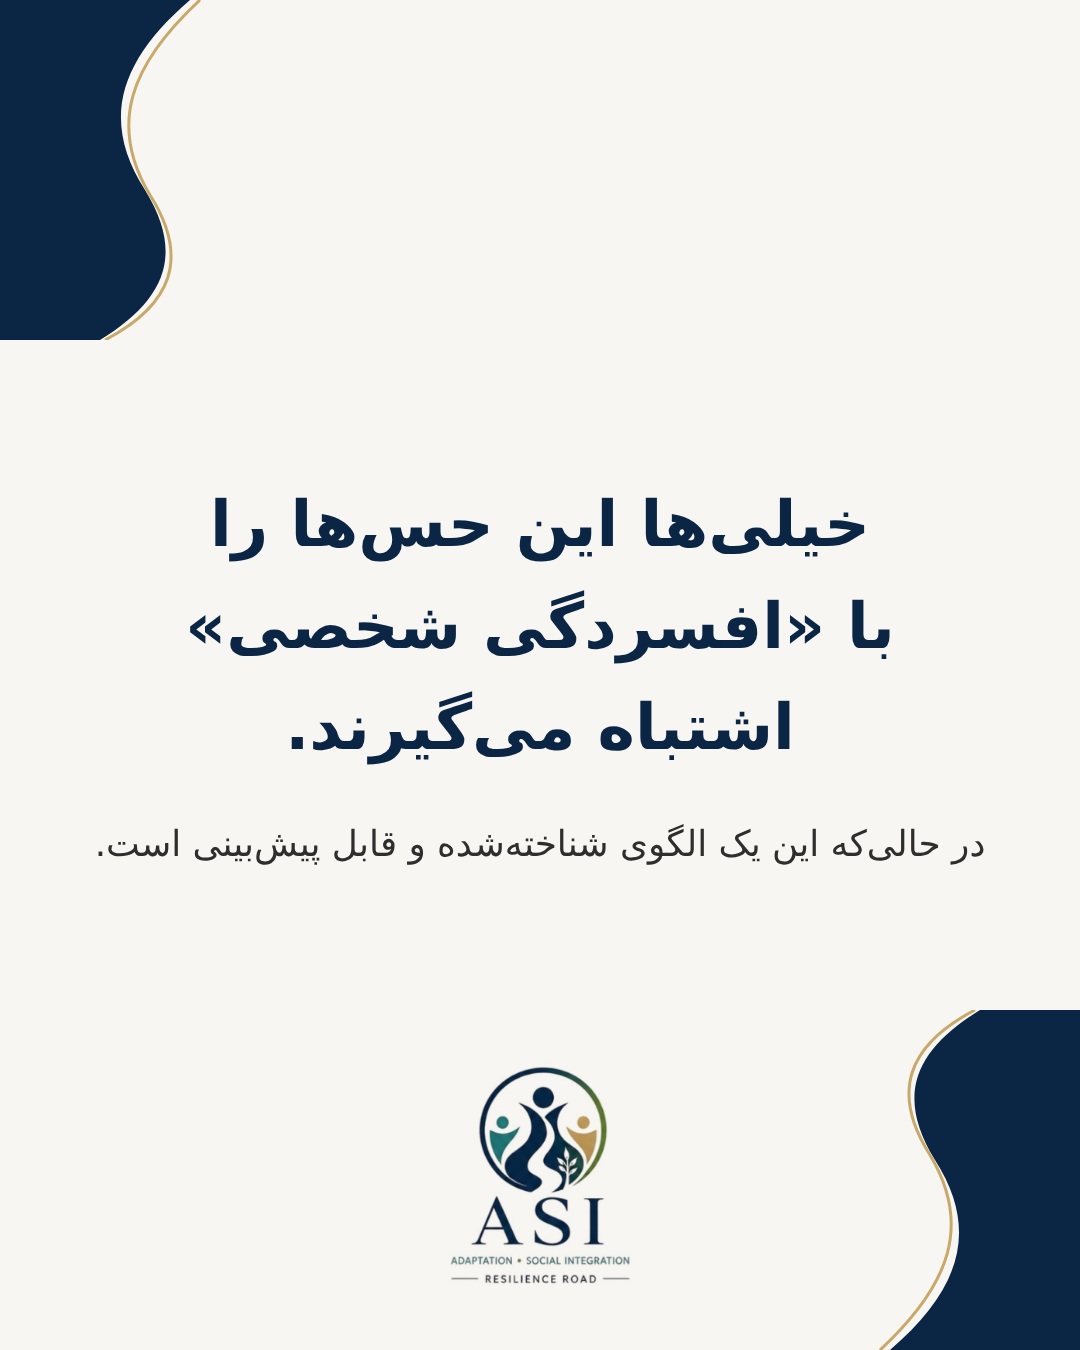 خیلی‌ها این حس‌ها را
با «افسردگی شخصی»
اشتباه می‌گیرند.
در حالی‌که این یک الگوی شناخته‌شده و قابل پیش‌بینی است.
ASI
ADAPTATION • SOCIAL INTEGRATION
RESILIENCE ROAD